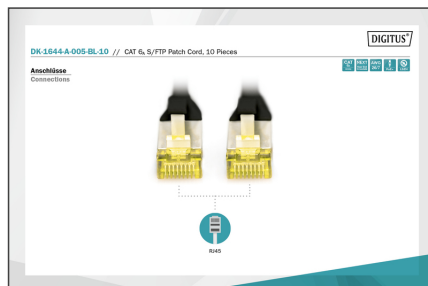 DIGITUS®
DK-1644-A-005-BL-10 // CAT 6A S/FTP Patch Cord, 10 Pieces
Anschlüsse
Connections
RJ45